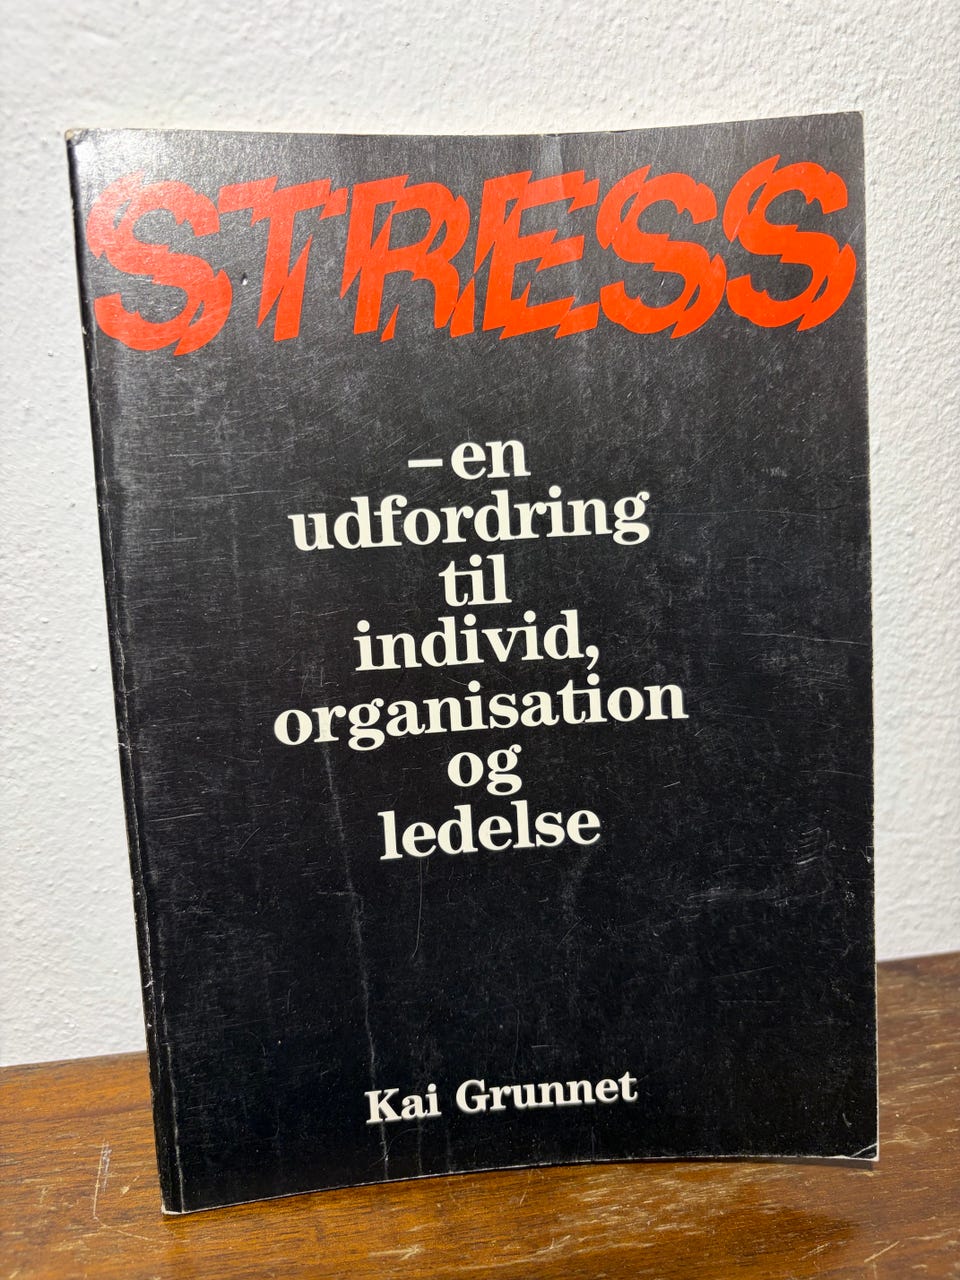 STRESS
– en
udfordring
til
individ,
organisation
og
ledelse
Kai Grunnet